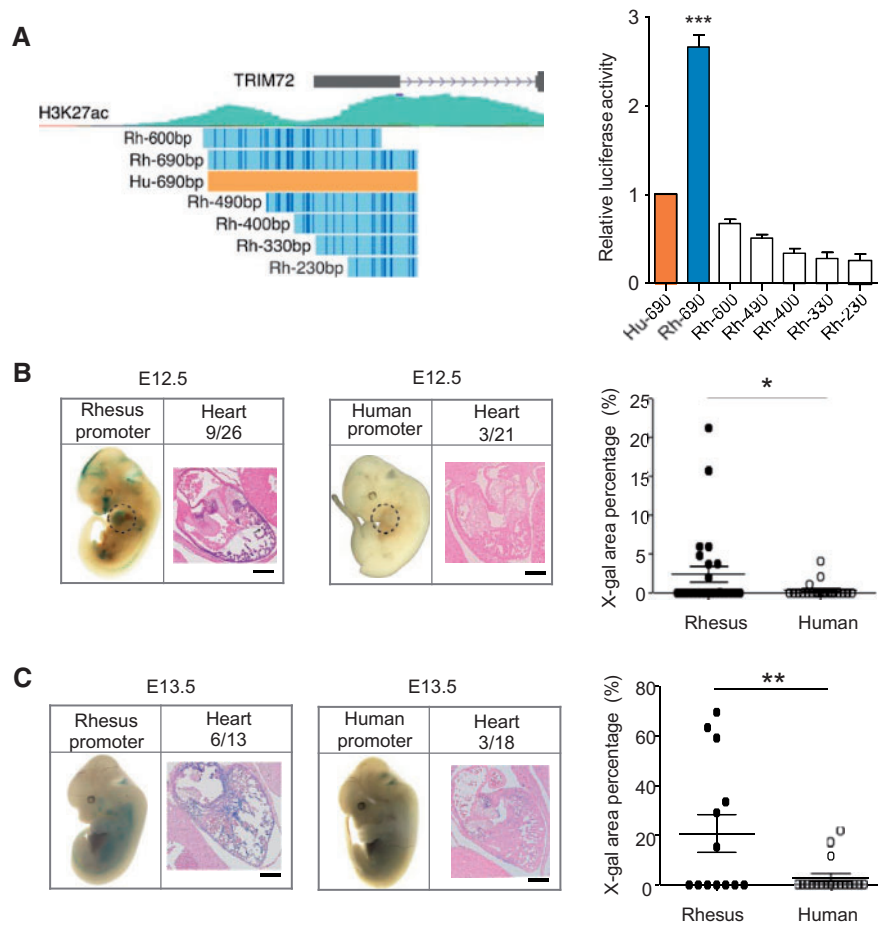 A
TRIM72
H3K27ac
Rh-600bp
Rh-690bp
Hu-690bp
Rh-490bp
Rh-400bp
Rh-330bp
Rh-230bp
Relative luciferase activity
3
2
1
0
***
Hu-690
Rh-690
Rh-600
Rh-490
Rh-400
Rh-330
Rh-230
B
E12.5
Rhesus
promoter
Heart
9/26
E12.5
Human
promoter
Heart
3/21
X-gal area percentage (%)
25
20
15
10
5
0
*
Rhesus
Human
C
E13.5
Rhesus
promoter
Heart
6/13
E13.5
Human
promoter
Heart
3/18
X-gal area percentage (%)
80
60
40
20
0
**
Rhesus
Human